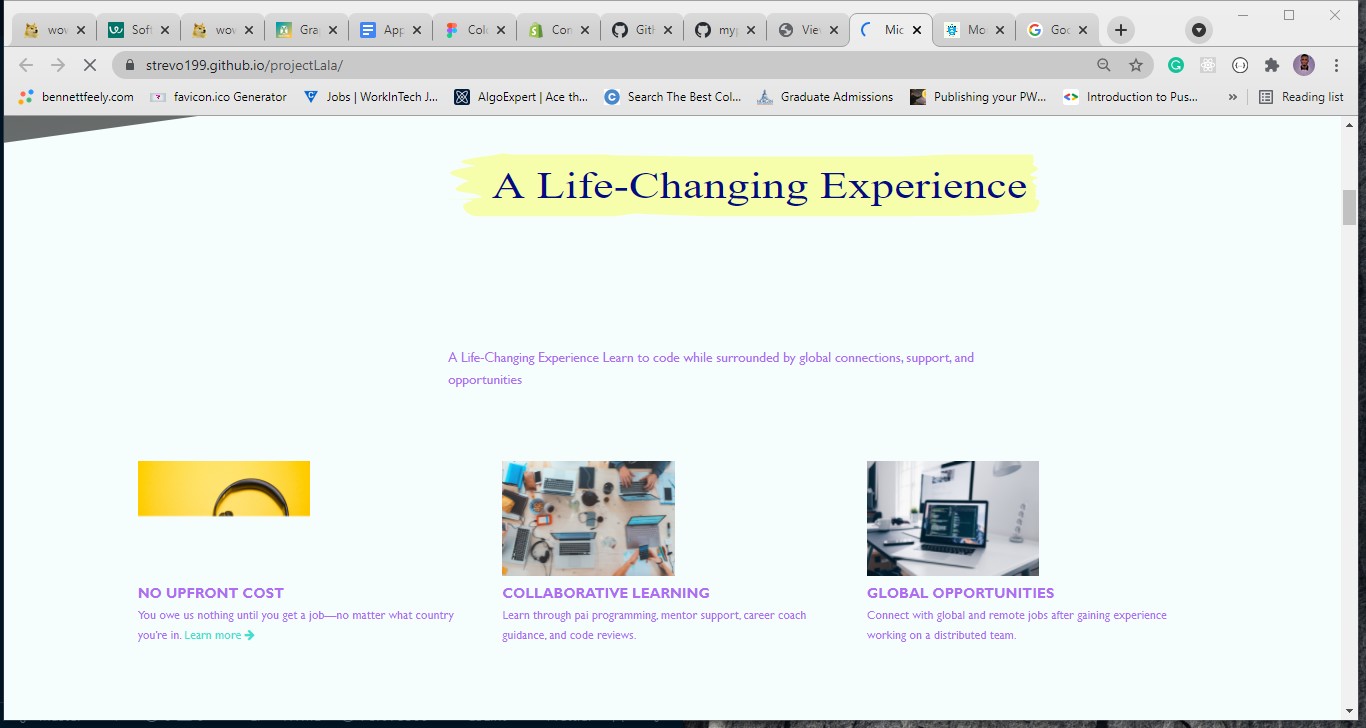 wov
Soft
wov
Gra
App
Colo
Con
Gith
myp
View
Mic
Mo
Goo
strevo199.github.io/projectLala/
bennettfeely.com
favicon.ico Generator
Jobs | WorkInTech J...
AlgoExpert | Ace th...
Search The Best Col...
Graduate Admissions
Publishing your PW...
Introduction to Pus...
»
Reading list
A Life-Changing Experience
A Life-Changing Experience Learn to code while surrounded by global connections, support, and
opportunities
NO UPFRONT COST
You owe us nothing until you get a job—no matter what country
you're in. Learn more
COLLABORATIVE LEARNING
Learn through pai programming, mentor support, career coach
guidance, and code reviews.
GLOBAL OPPORTUNITIES
Connect with global and remote jobs after gaining experience
working on a distributed team.